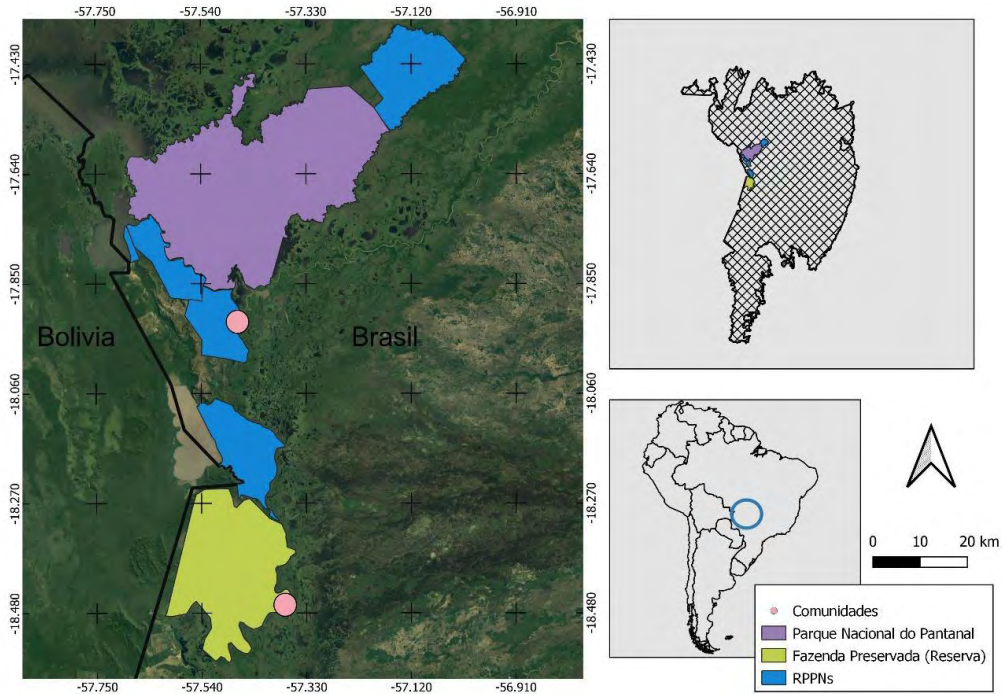 -57.750 -57.540 -57.330 -57.120 -56.910
-17.430 -17.430
-17.640 -17.640
-17.850 -17.850
Bolivia Brasil
-18.060 -18.060
-18.270 -18.270
-18.480 -18.480
-57.750 -57.540 -57.330 -57.120 -56.910
0 10 20 km
Comunidades
Parque Nacional do Pantanal
Fazenda Preservada (Reserva)
RPPNs